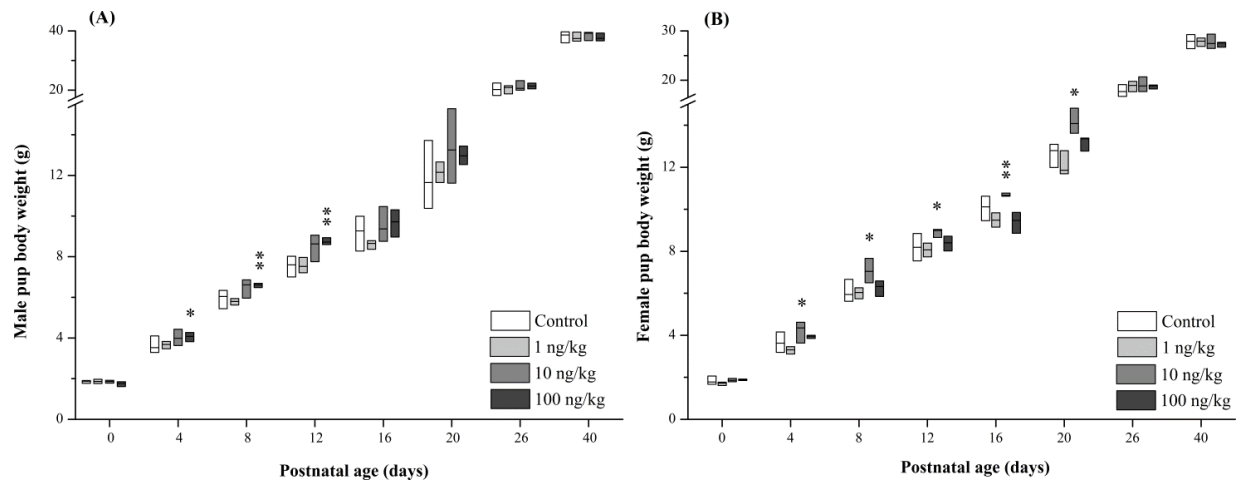 (A)
Male pup body weight (g)
40
20
12
8
4
0
*
**
**
Control
1 ng/kg
10 ng/kg
100 ng/kg
0 4 8 12 16 20 26 40
Postnatal age (days)
(B)
Female pup body weight (g)
30
20
12
8
4
0
*
*
*
**
*
Control
1 ng/kg
10 ng/kg
100 ng/kg
0 4 8 12 16 20 26 40
Postnatal age (days)